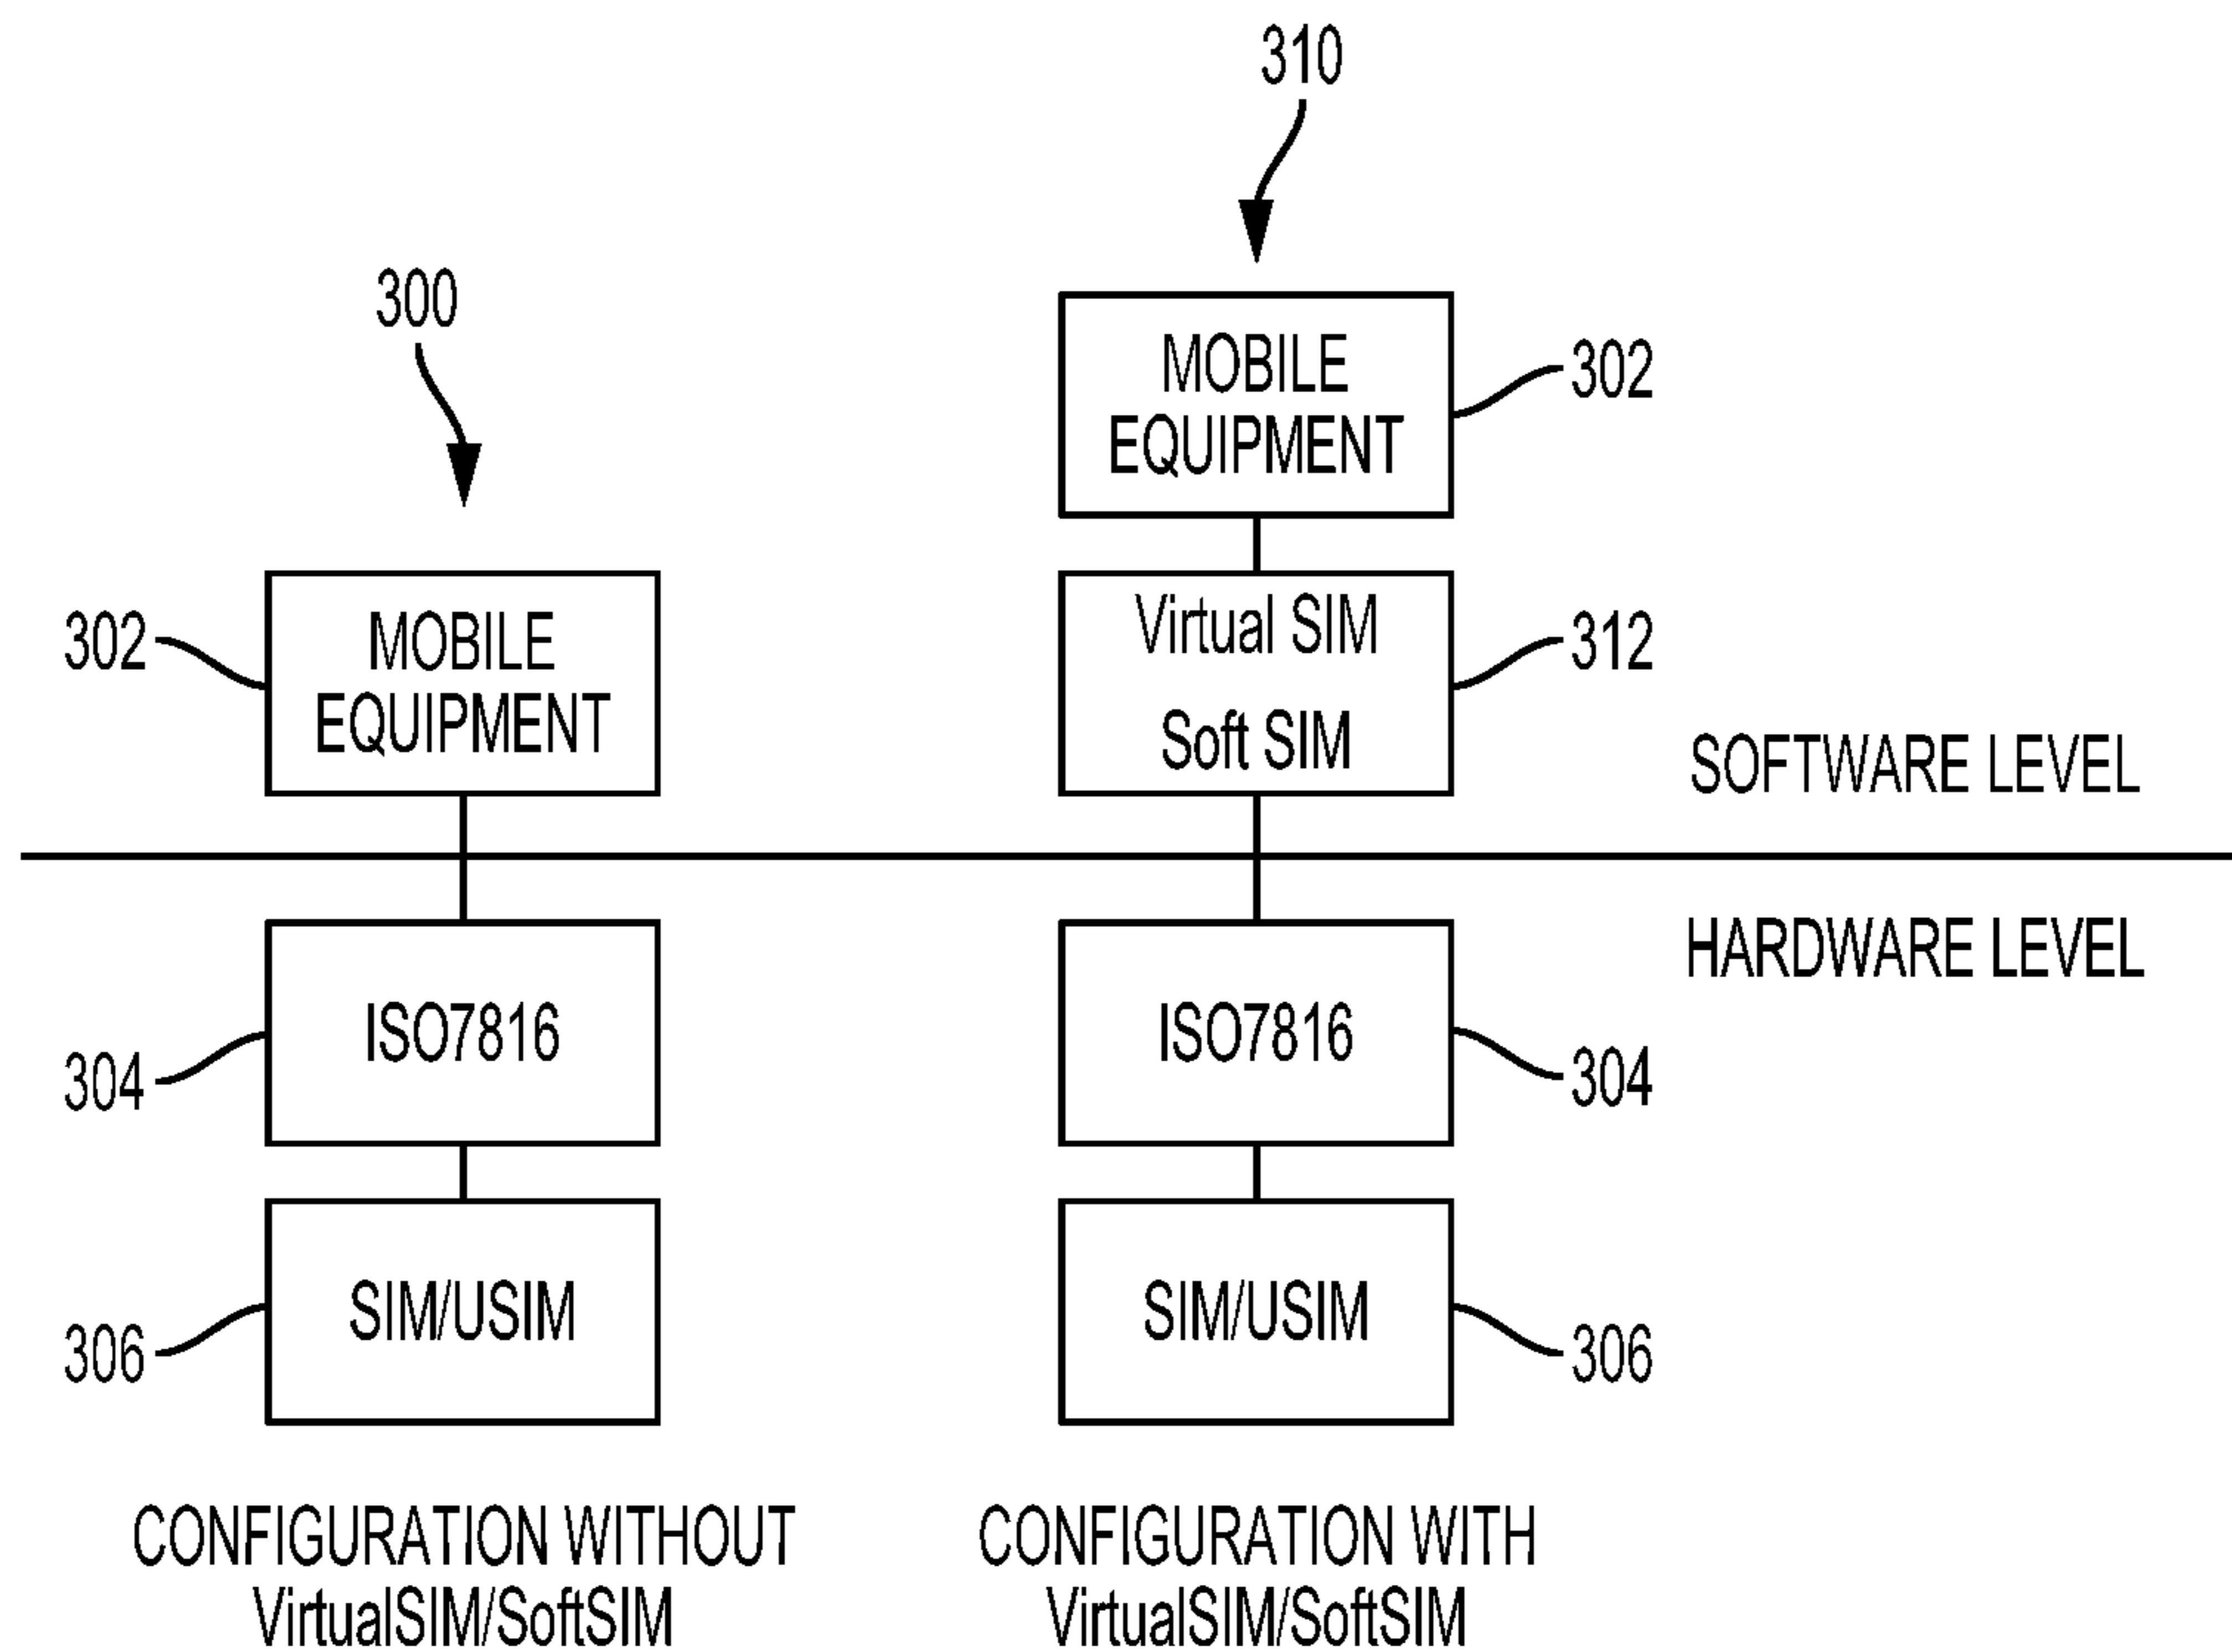 310
300
MOBILE
EQUIPMENT
302
302
MOBILE
EQUIPMENT
Virtual SIM
Soft SIM
312
SOFTWARE LEVEL
HARDWARE LEVEL
304
ISO7816
ISO7816
304
306
SIM/USIM
SIM/USIM
306
CONFIGURATION WITHOUT
VirtualSIM/SoftSIM
CONFIGURATION WITH
VirtualSIM/SoftSIM